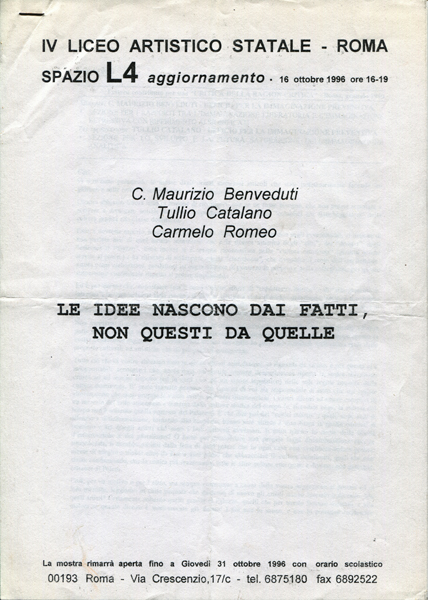 IV LICEO ARTISTICO STATALE - ROMA
SPAZIO L4 aggiornamento - 16 ottobre 1996 ore 16-19
C. Maurizio Benveduti
Tullio Catalano
Carmelo Romeo
LE IDEE NASCONO DAI FATTI,
NON QUESTI DA QUELLE
La mostra rimarrà aperta fino a Giovedì 31 ottobre 1996 con orario scolastico
00193 Roma - Via Crescenzio,17/c - tel. 6875180 fax 6892522